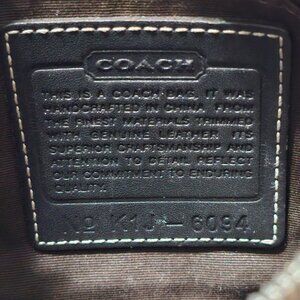 COACH
THIS IS A COACH BAG. IT WAS
HANDCRAFTED IN CHINA FROM
THE FINEST MATERIALS TRIMMED
WITH GENUINE LEATHER. ITS
SUPERIOR CRAFTSMANSHIP AND
ATTENTION TO DETAIL REFLECT
OUR COMMITMENT TO ENDURING
QUALITY.
No K1J-6094